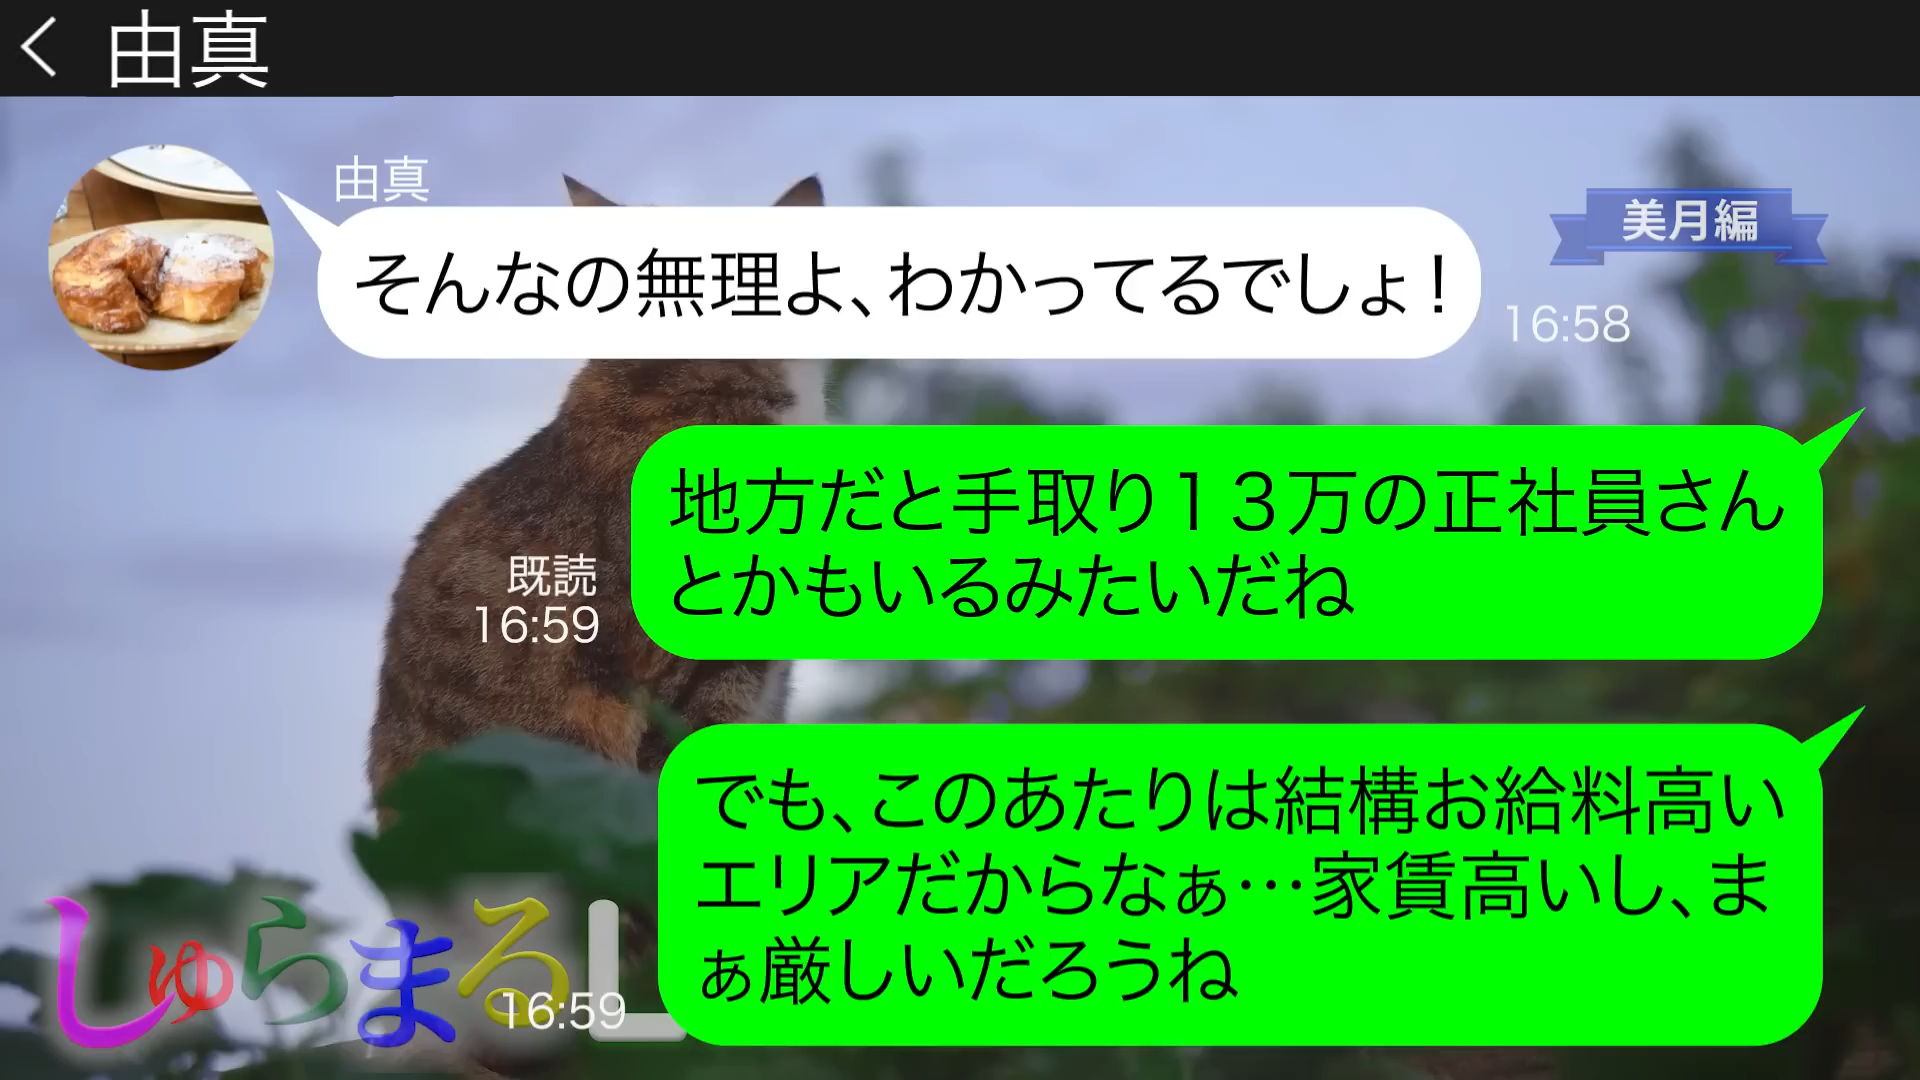 由真
由真
美月編
そんなの無理よ、わかってるでしょ！
16:58
地方だと手取り１３万の正社員さん
とかもいるみたいだね
既読
16:59
でも、このあたりは結構お給料高い
エリアだからなぁ…家賃高いし、ま
ぁ厳しいだろうね
16:59
しゅらまるL